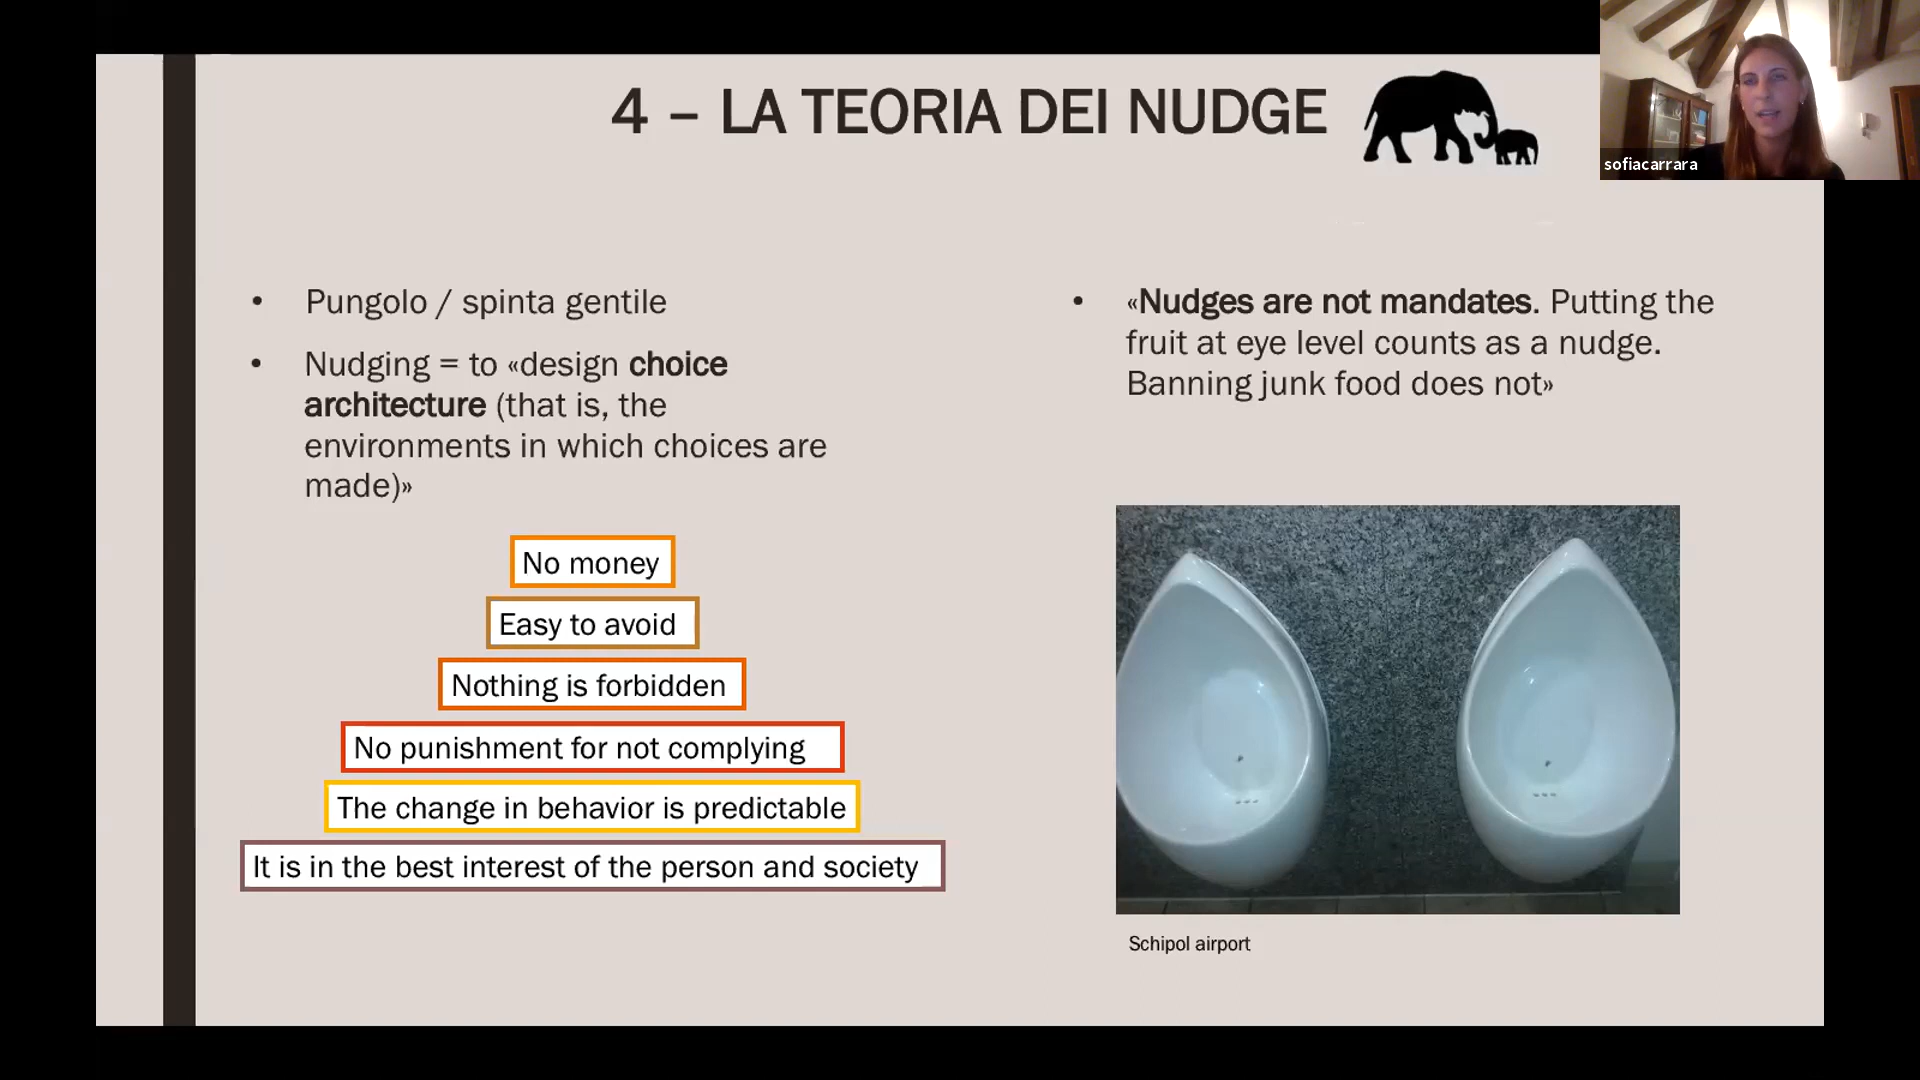 4 – LA TEORIA DEI NUDGE
sofiacarrara
• Pungolo / spinta gentile
• Nudging = to «design choice
architecture (that is, the
environments in which choices are
made)»
No money
Easy to avoid
Nothing is forbidden
No punishment for not complying
The change in behavior is predictable
It is in the best interest of the person and society
• «Nudges are not mandates. Putting the
fruit at eye level counts as a nudge.
Banning junk food does not»
Schipol airport